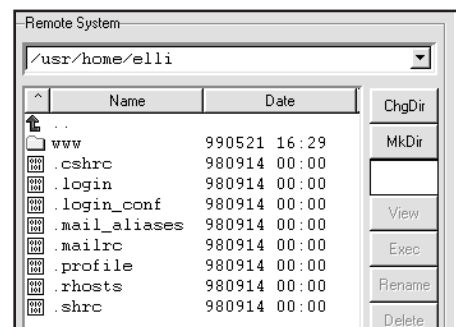 Remote System
/usr/home/elli
^ Name Date ChgDir
..
www 990521 16:29 MkDir
.cshrc 980914 00:00
.login 980914 00:00
.login_conf 980914 00:00 View
.mail_aliases 980914 00:00
.mailrc 980914 00:00 Exec
.profile 980914 00:00
.rhosts 980914 00:00 Rename
.shrc 980914 00:00
Delete